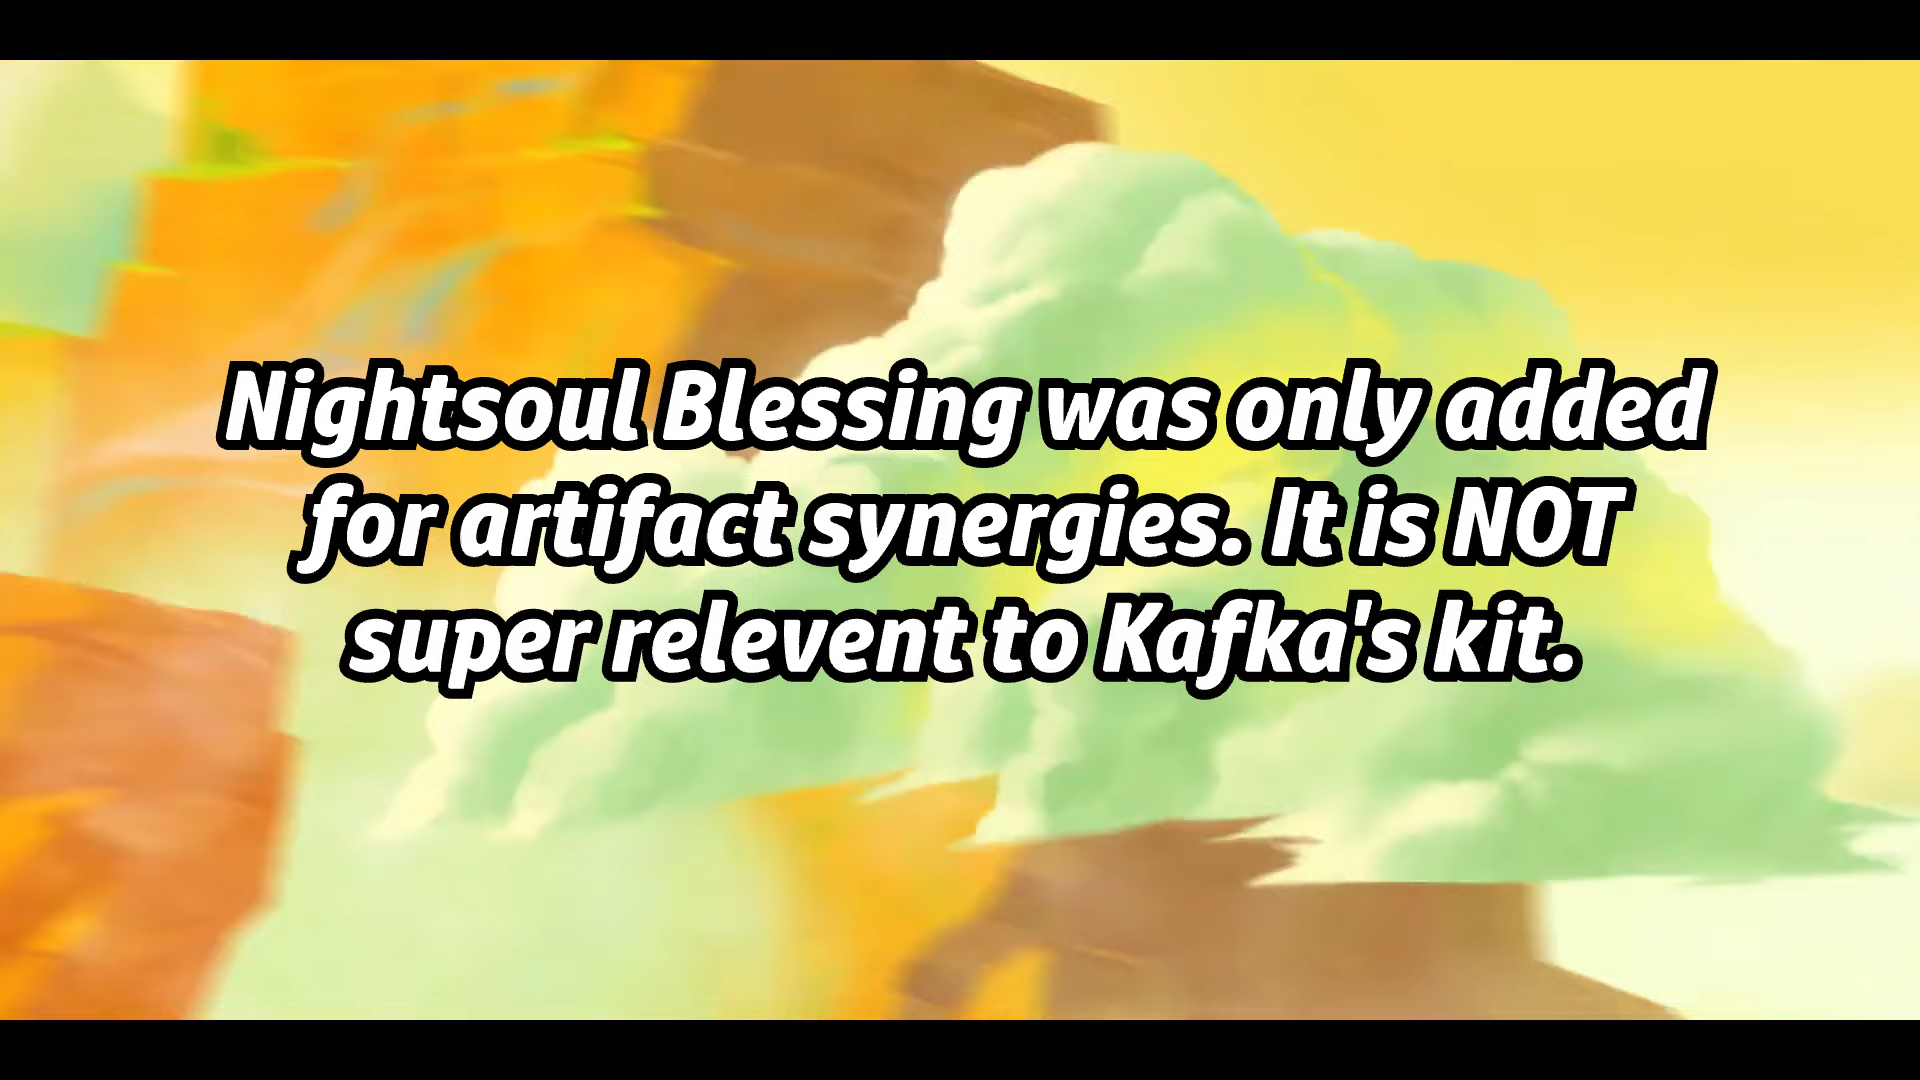 Nightsoul Blessing was only added
for artifact synergies. It is NOT
super relevent to Kafka's kit.